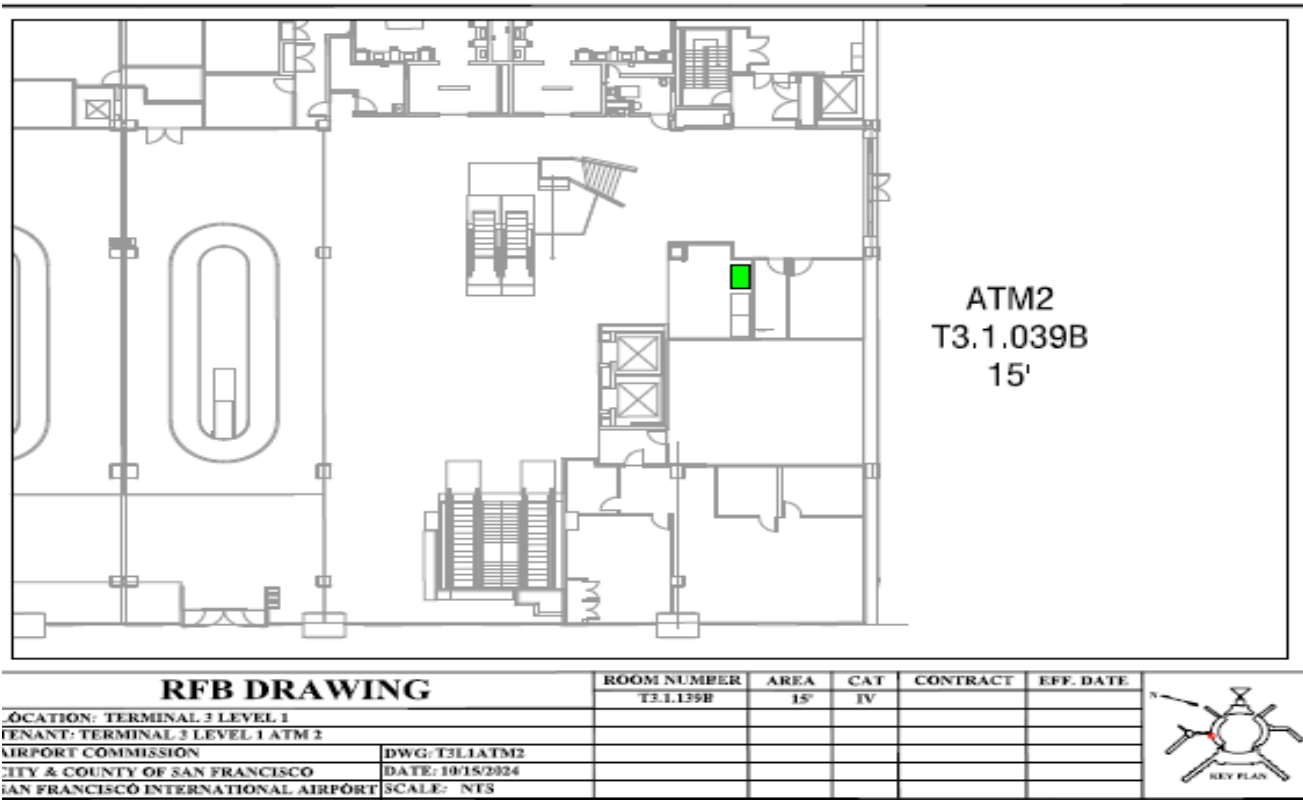 ATM2
T3.1.039B
15'
RFB DRAWING
ROOM NUMBER AREA CAT CONTRACT EFF. DATE
T3.1.139B 15' IV
LOCATION: TERMINAL 3 LEVEL 1
TENANT: TERMINAL 3 LEVEL 1 ATM 2
AIRPORT COMMISSION DWG: T3L1ATM2
CITY & COUNTY OF SAN FRANCISCO DATE: 10/15/2024
SAN FRANCISCO INTERNATIONAL AIRPORT SCALE: NTS
N
KEY PLAN